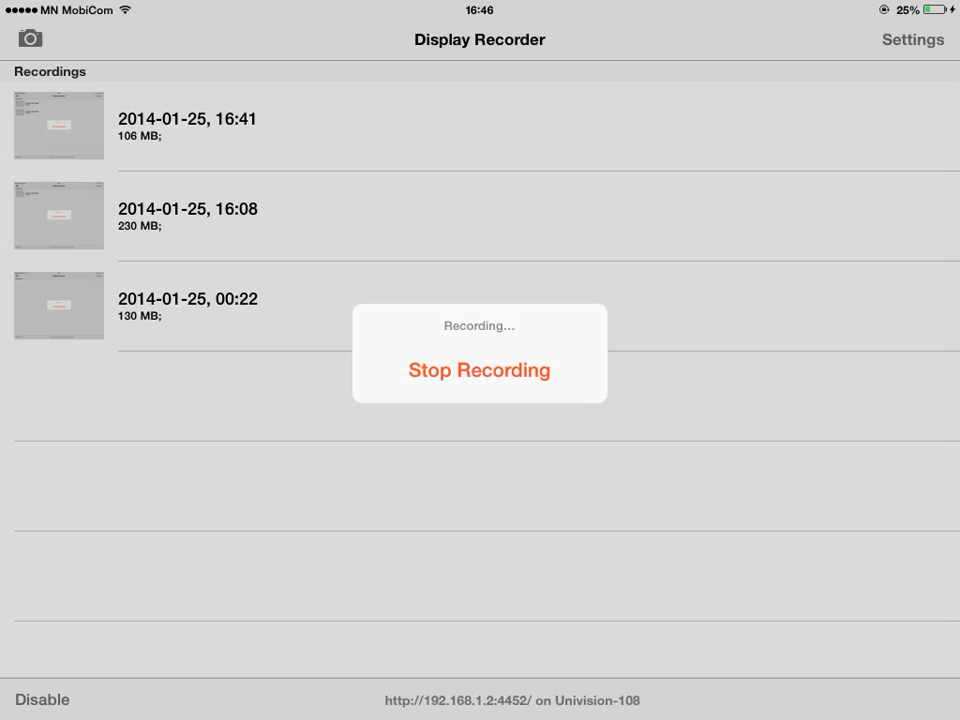 MN MobiCom 16:46 25%
Display Recorder Settings
Recordings
2014-01-25, 16:41
106 MB;
2014-01-25, 16:08
230 MB;
2014-01-25, 00:22
130 MB;
Recording...
Stop Recording
Disable http://192.168.1.2:4452/ on Univision-108